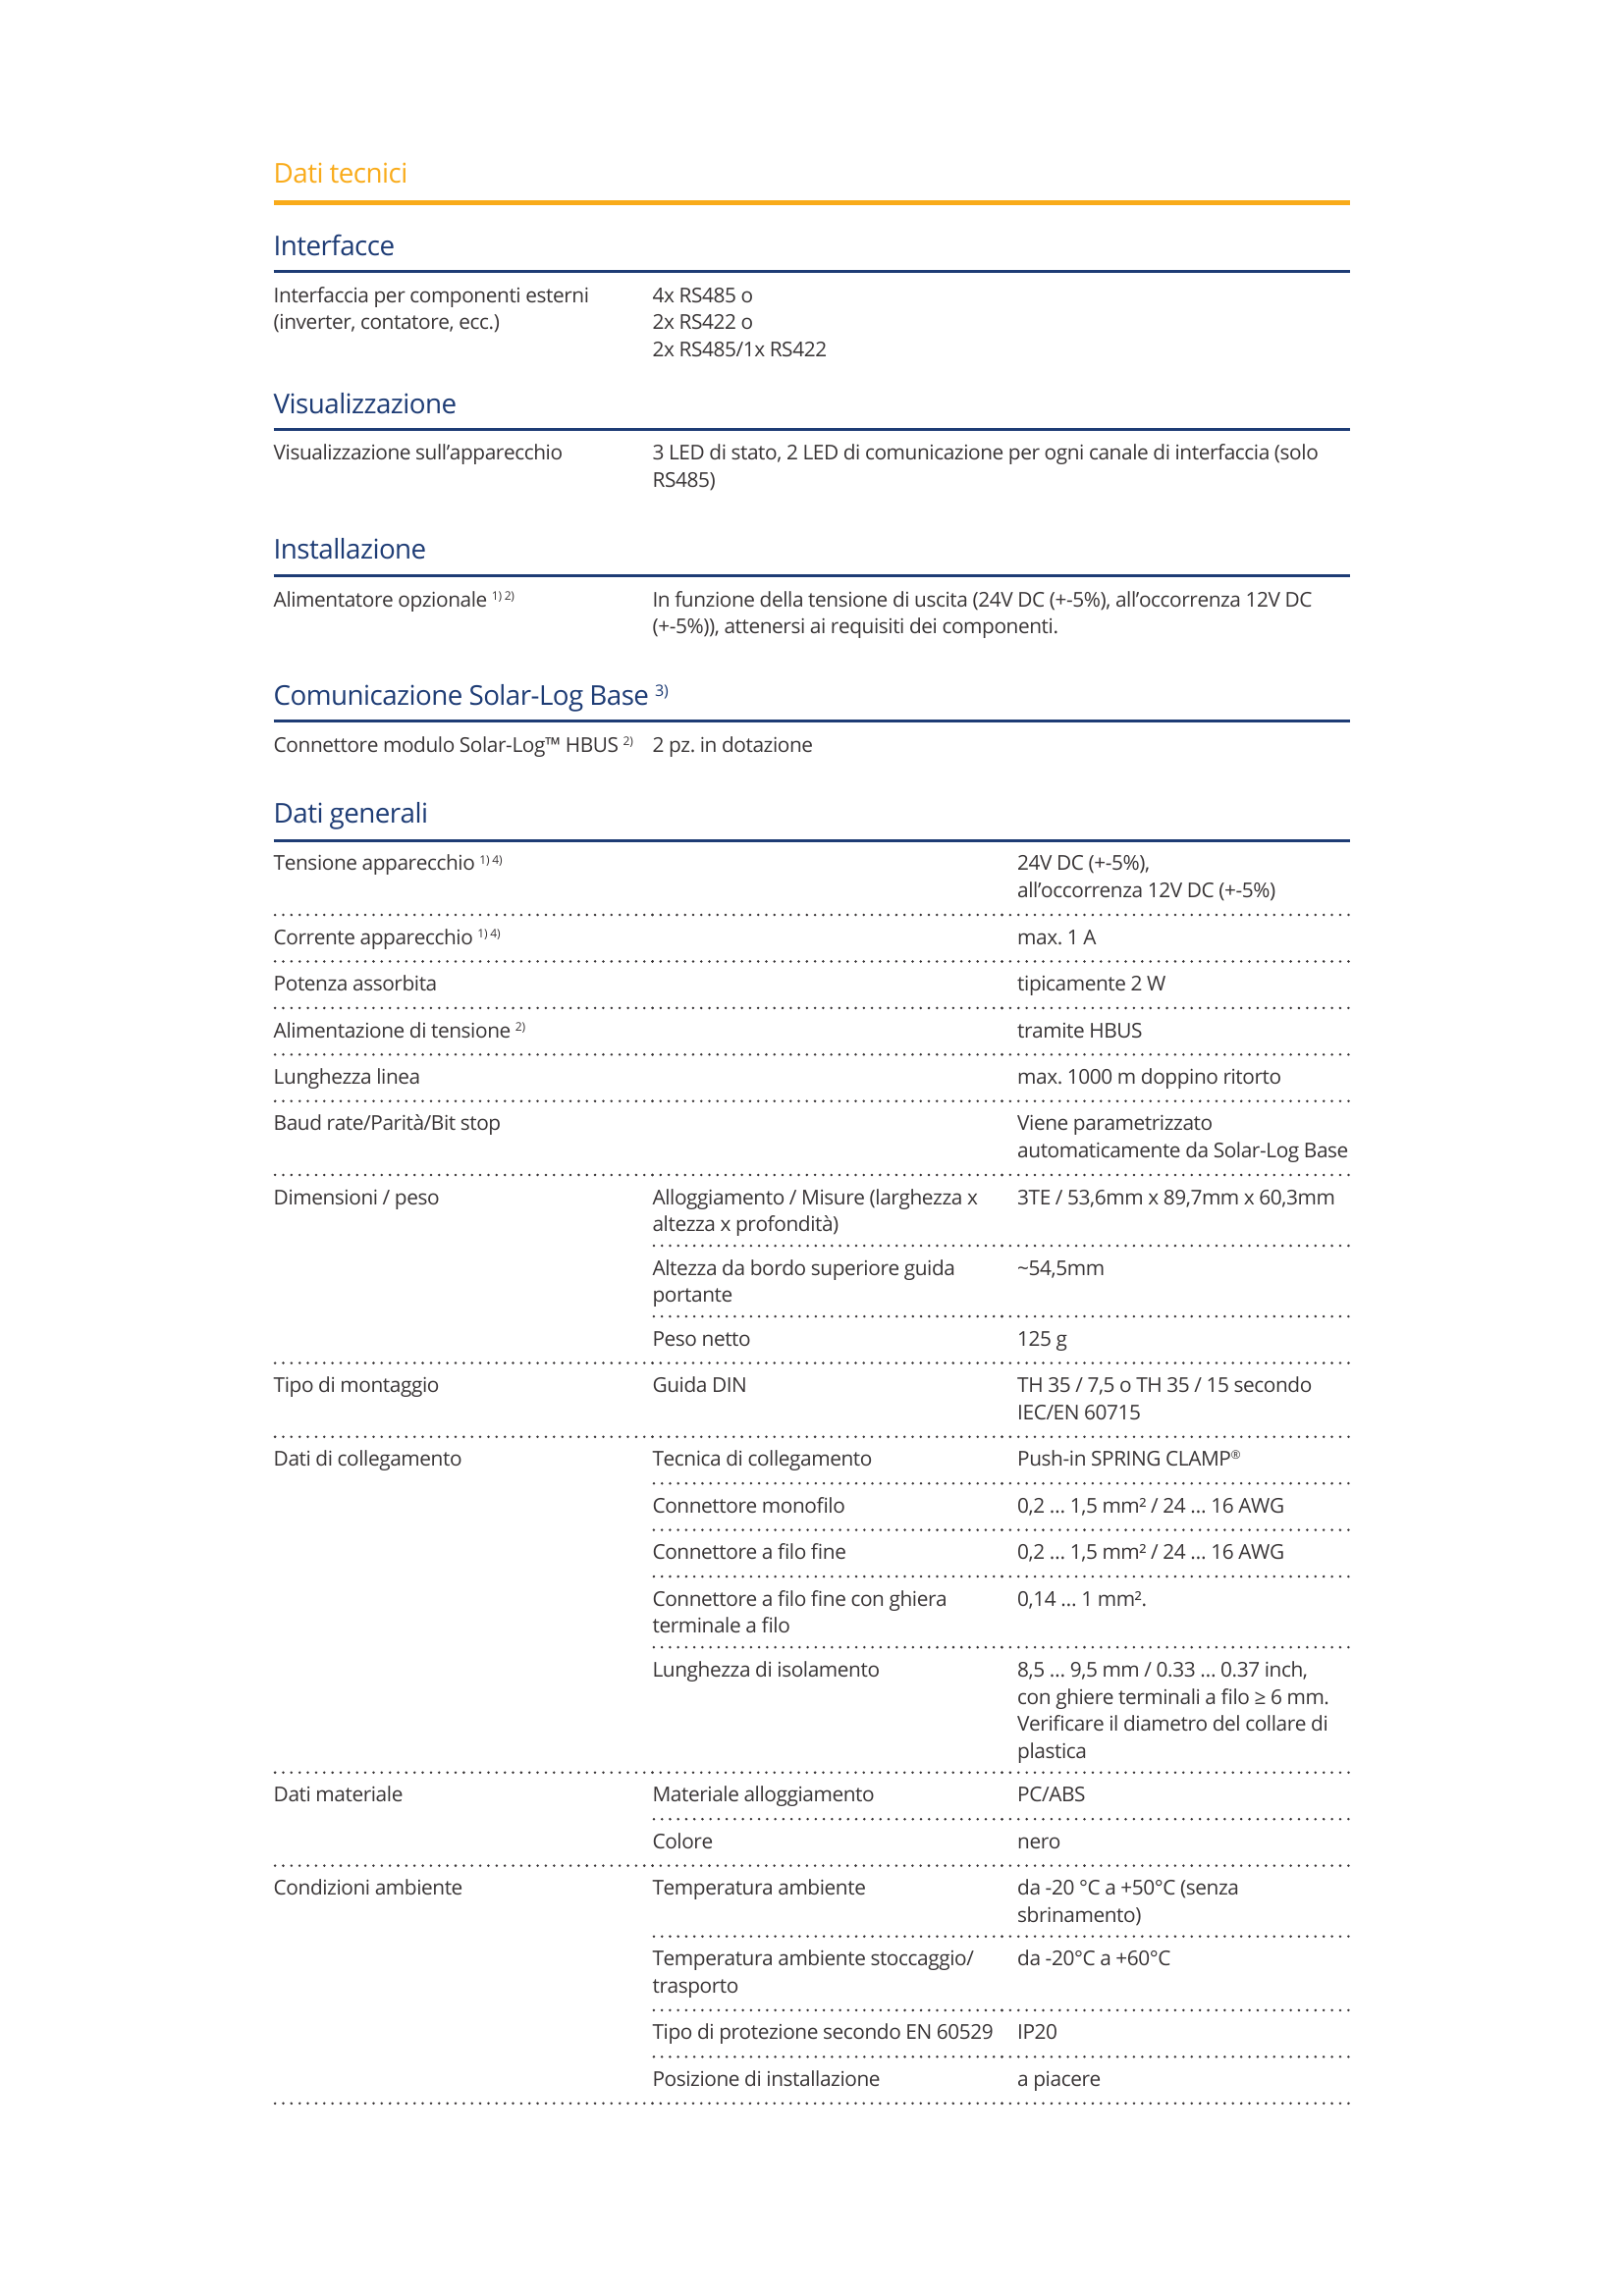 Dati tecnici
Interfacce
Interfaccia per componenti esterni
(inverter, contatore, ecc.)
4x RS485 o
2x RS422 o
2x RS485/1x RS422
Visualizzazione
Visualizzazione sull’apparecchio
3 LED di stato, 2 LED di comunicazione per ogni canale di interfaccia (solo
RS485)
Installazione
Alimentatore opzionale 1) 2)
In funzione della tensione di uscita (24V DC (+-5%), all’occorrenza 12V DC
(+-5%)), attenersi ai requisiti dei componenti.
Comunicazione Solar-Log Base 3)
Connettore modulo Solar-Log™ HBUS 2) 2 pz. in dotazione
Dati generali
Tensione apparecchio 1) 4)
24V DC (+-5%),
all’occorrenza 12V DC (+-5%)
Corrente apparecchio 1) 4) max. 1 A
Potenza assorbita tipicamente 2 W
Alimentazione di tensione 2) tramite HBUS
Lunghezza linea max. 1000 m doppino ritorto
Baud rate/Parità/Bit stop
Viene parametrizzato
automaticamente da Solar-Log Base
Dimensioni / peso
Alloggiamento / Misure (larghezza x
altezza x profondità)
3TE / 53,6mm x 89,7mm x 60,3mm
Altezza da bordo superiore guida
portante
~54,5mm
Peso netto 125 g
Tipo di montaggio Guida DIN
TH 35 / 7,5 o TH 35 / 15 secondo
IEC/EN 60715
Dati di collegamento Tecnica di collegamento Push-in SPRING CLAMP®
Connettore monofilo 0,2 ... 1,5 mm² / 24 ... 16 AWG
Connettore a filo fine 0,2 ... 1,5 mm² / 24 ... 16 AWG
Connettore a filo fine con ghiera
terminale a filo
0,14 ... 1 mm².
Lunghezza di isolamento
8,5 ... 9,5 mm / 0.33 ... 0.37 inch,
con ghiere terminali a filo ≥ 6 mm.
Verificare il diametro del collare di
plastica
Dati materiale Materiale alloggiamento PC/ABS
Colore nero
Condizioni ambiente Temperatura ambiente
da -20 °C a +50°C (senza
sbrinamento)
Temperatura ambiente stoccaggio/
trasporto
da -20°C a +60°C
Tipo di protezione secondo EN 60529 IP20
Posizione di installazione a piacere